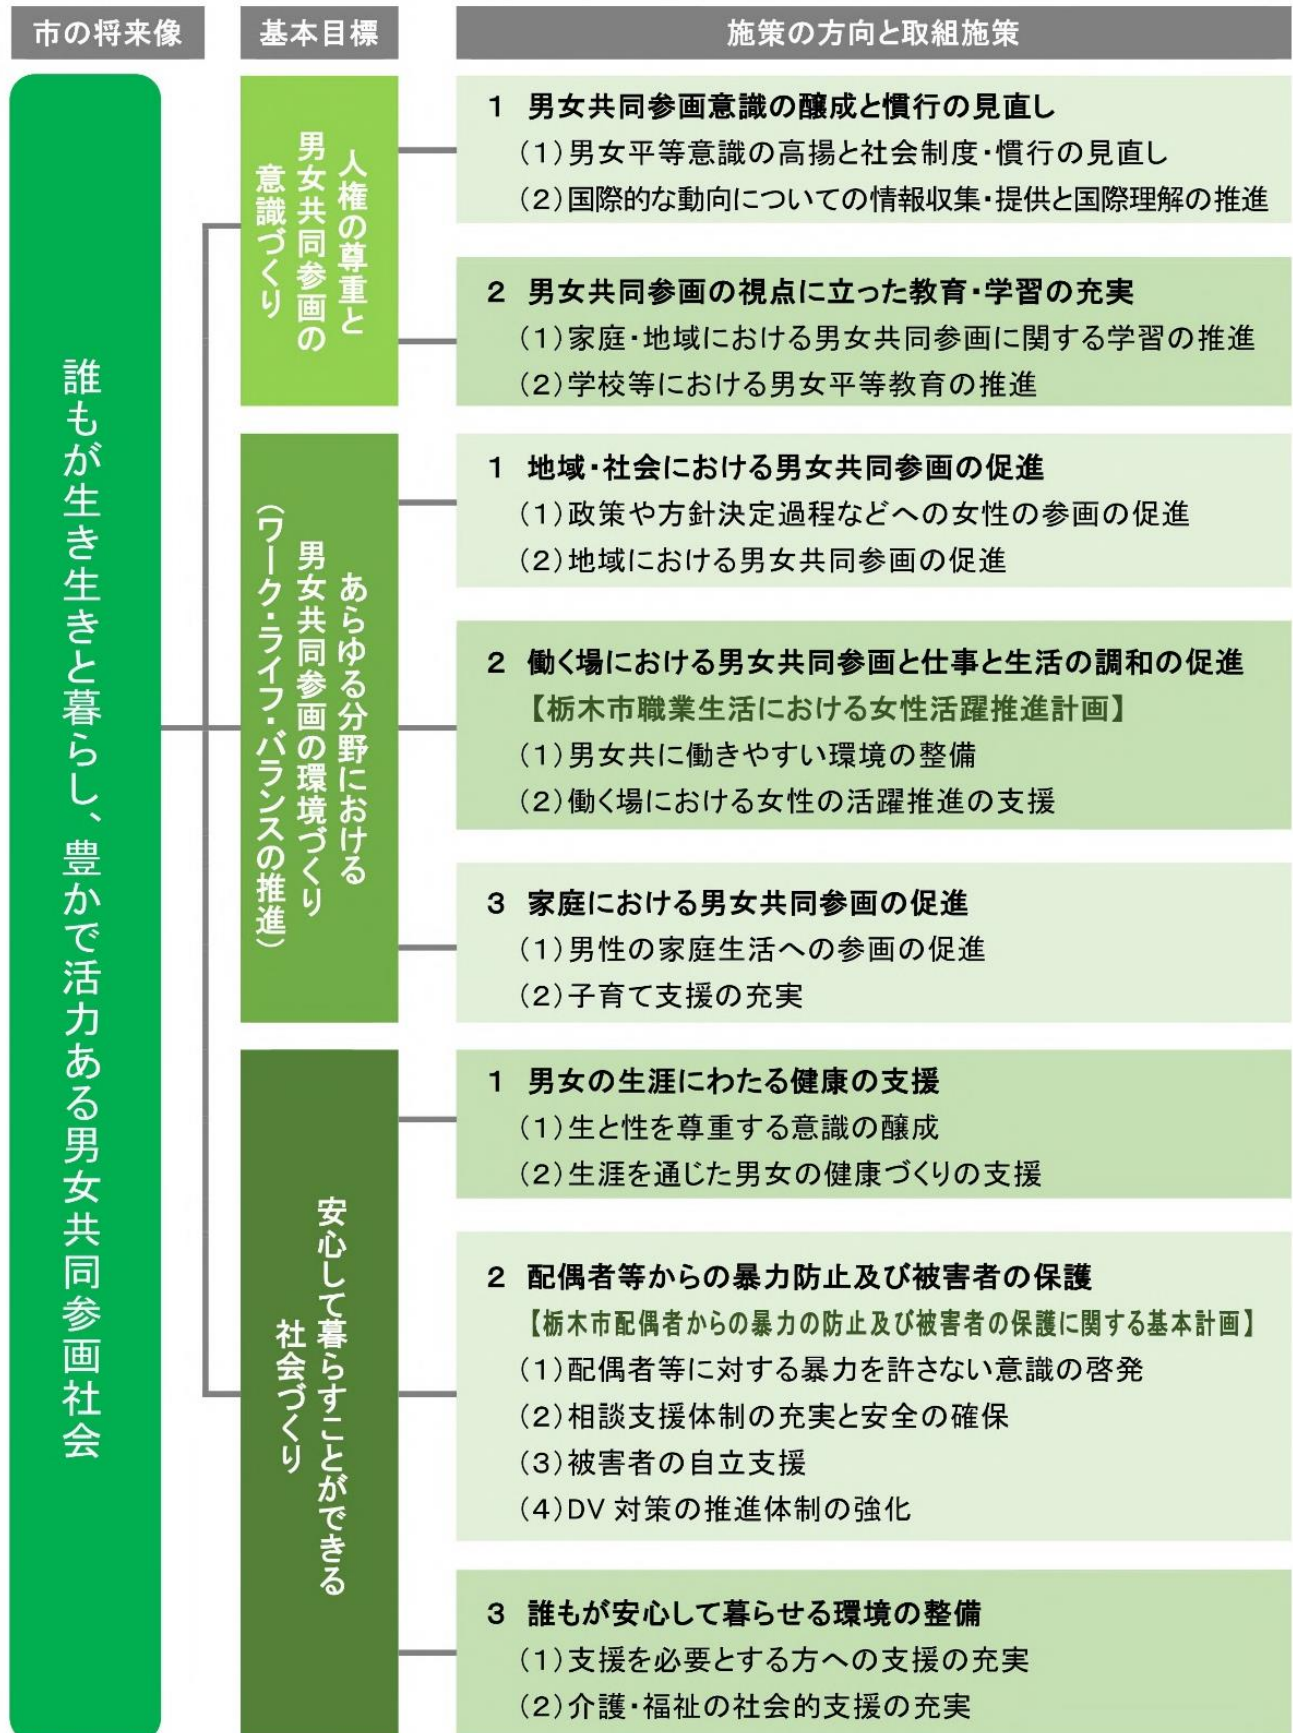 市の将来像
基本目標
施策の方向と取組施策
誰もが生き生きと暮らし、豊かで活力ある男女共同参画社会
人権の尊重と
男女共同参画の
意識づくり
1 男女共同参画意識の醸成と慣行の見直し
(1)男女平等意識の高揚と社会制度・慣行の見直し
(2)国際的な動向についての情報収集・提供と国際理解の推進
2 男女共同参画の視点に立った教育・学習の充実
(1)家庭・地域における男女共同参画に関する学習の推進
(2)学校等における男女平等教育の推進
あらゆる分野における
男女共同参画の環境づくり
(ワーク・ライフ・バランスの推進)
1 地域・社会における男女共同参画の促進
(1)政策や方針決定過程などへの女性の参画の促進
(2)地域における男女共同参画の促進
2 働く場における男女共同参画と仕事と生活の調和の促進
【栃木市職業生活における女性活躍推進計画】
(1)男女共に働きやすい環境の整備
(2)働く場における女性の活躍推進の支援
3 家庭における男女共同参画の促進
(1)男性の家庭生活への参画の促進
(2)子育て支援の充実
安心して暮らすことができる
社会づくり
1 男女の生涯にわたる健康の支援
(1)生と性を尊重する意識の醸成
(2)生涯を通じた男女の健康づくりの支援
2 配偶者等からの暴力防止及び被害者の保護
【栃木市配偶者からの暴力の防止及び被害者の保護に関する基本計画】
(1)配偶者等に対する暴力を許さない意識の啓発
(2)相談支援体制の充実と安全の確保
(3)被害者の自立支援
(4)DV 対策の推進体制の強化
3 誰もが安心して暮らせる環境の整備
(1)支援を必要とする方への支援の充実
(2)介護・福祉の社会的支援の充実